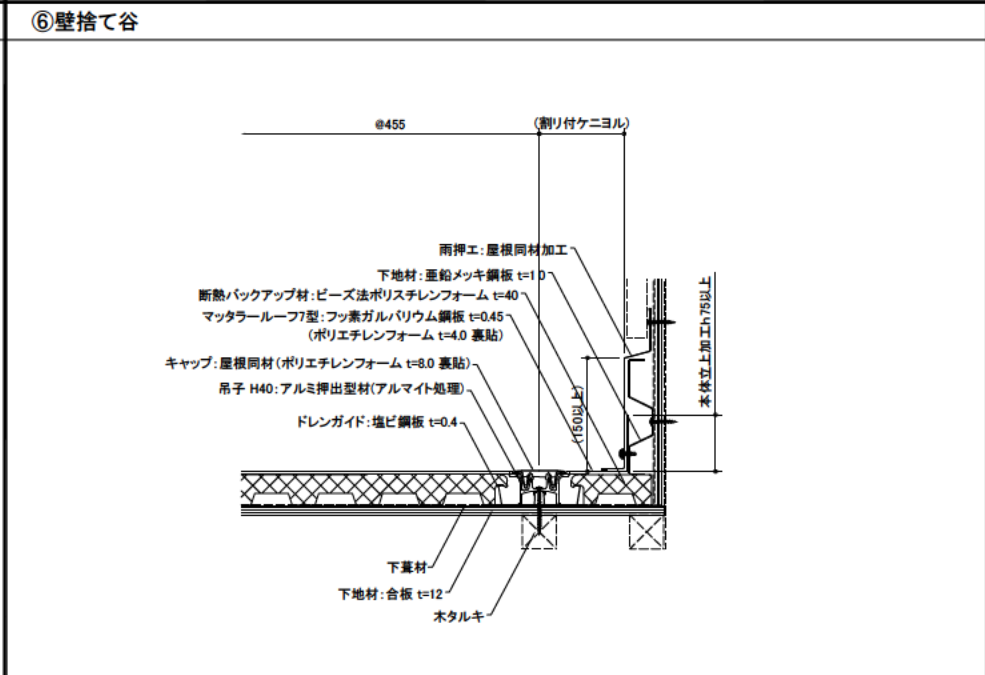 ⑥壁捨て谷
@455
(割り付ケニヨル)
雨押エ:屋根同材加工
下地材:亜鉛メッキ鋼板 t=1.0
断熱バックアップ材:ビーズ法ポリスチレンフォーム t=40
マッタラールーフ7型:フッ素ガルバリウム鋼板 t=0.45
(ポリエチレンフォーム t=4.0 裏貼)
キャップ:屋根同材(ポリエチレンフォーム t=8.0 裏貼)
吊子 H40:アルミ押出型材(アルマイト処理)
ドレンガイド:塩ビ鋼板 t=0.4
(150以上)
本体立上加工h75以上
下葺材
下地材:合板 t=12
木タルキ